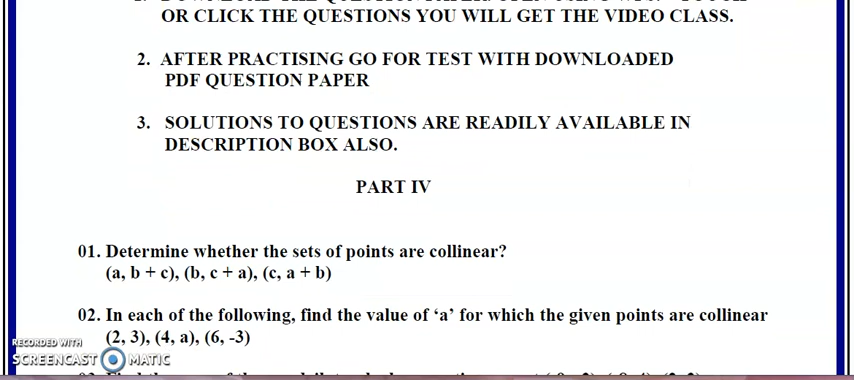 OR CLICK THE QUESTIONS YOU WILL GET THE VIDEO CLASS.
2. AFTER PRACTISING GO FOR TEST WITH DOWNLOADED
PDF QUESTION PAPER
3. SOLUTIONS TO QUESTIONS ARE READILY AVAILABLE IN
DESCRIPTION BOX ALSO.
PART IV
01. Determine whether the sets of points are collinear?
(a, b + c), (b, c + a), (c, a + b)
02. In each of the following, find the value of ‘a’ for which the given points are collinear
(2, 3), (4, a), (6, -3)
RECORDED WITH
SCREENCAST MATIC